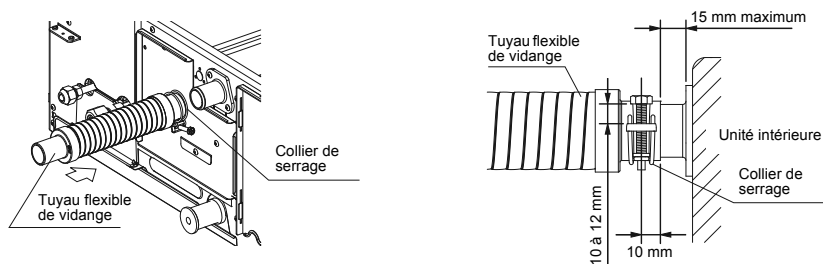 Collier de
serrage
Tuyau flexible
de vidange
15 mm maximum
Tuyau flexible
de vidange
Unité intérieure
Collier de
serrage
10 à 12 mm
10 mm